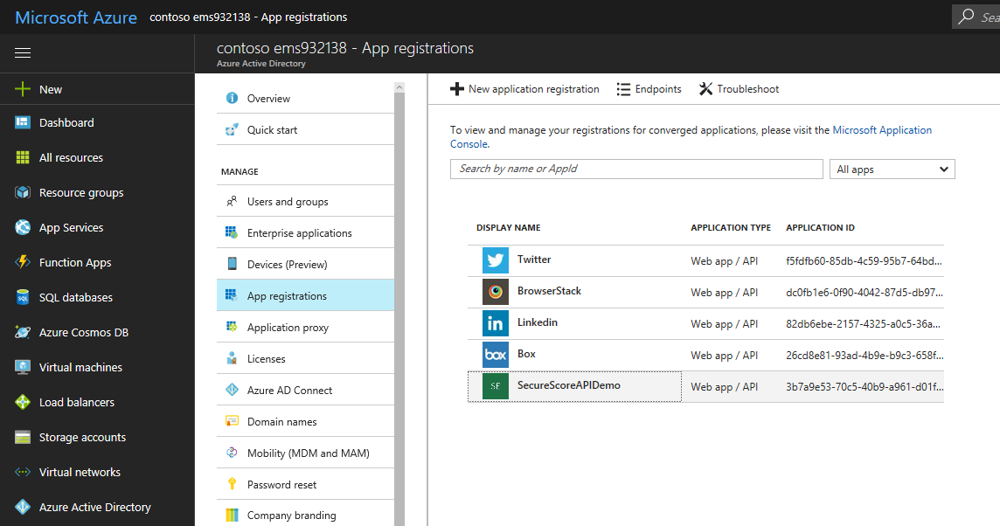 Microsoft Azure contoso ems932138 - App registrations
contoso ems932138 - App registrations
Azure Active Directory
New
Dashboard
All resources
Resource groups
App Services
Function Apps
SQL databases
Azure Cosmos DB
Virtual machines
Load balancers
Storage accounts
Virtual networks
Azure Active Directory
Overview
Quick start
MANAGE
Users and groups
Enterprise applications
Devices (Preview)
App registrations
Application proxy
Licenses
Azure AD Connect
Domain names
Mobility (MDM and MAM)
Password reset
Company branding
New application registration Endpoints Troubleshoot
To view and manage your registrations for converged applications, please visit the Microsoft Application
Console.
Search by name or AppId All apps
DISPLAY NAME APPLICATION TYPE APPLICATION ID
Twitter Web app / API f5fdfb60-85db-4c59-95b7-64bd...
BrowserStack Web app / API dc0fb1e6-0f90-4042-87d5-db97...
in Linkedin Web app / API 82db6ebe-2157-4325-a0c5-36a...
box Box Web app / API 26cd8e81-93ad-4b9e-b9c3-658f...
SE SecureScoreAPIDemo Web app / API 3b7a9e53-70c5-40b9-a961-d01f...